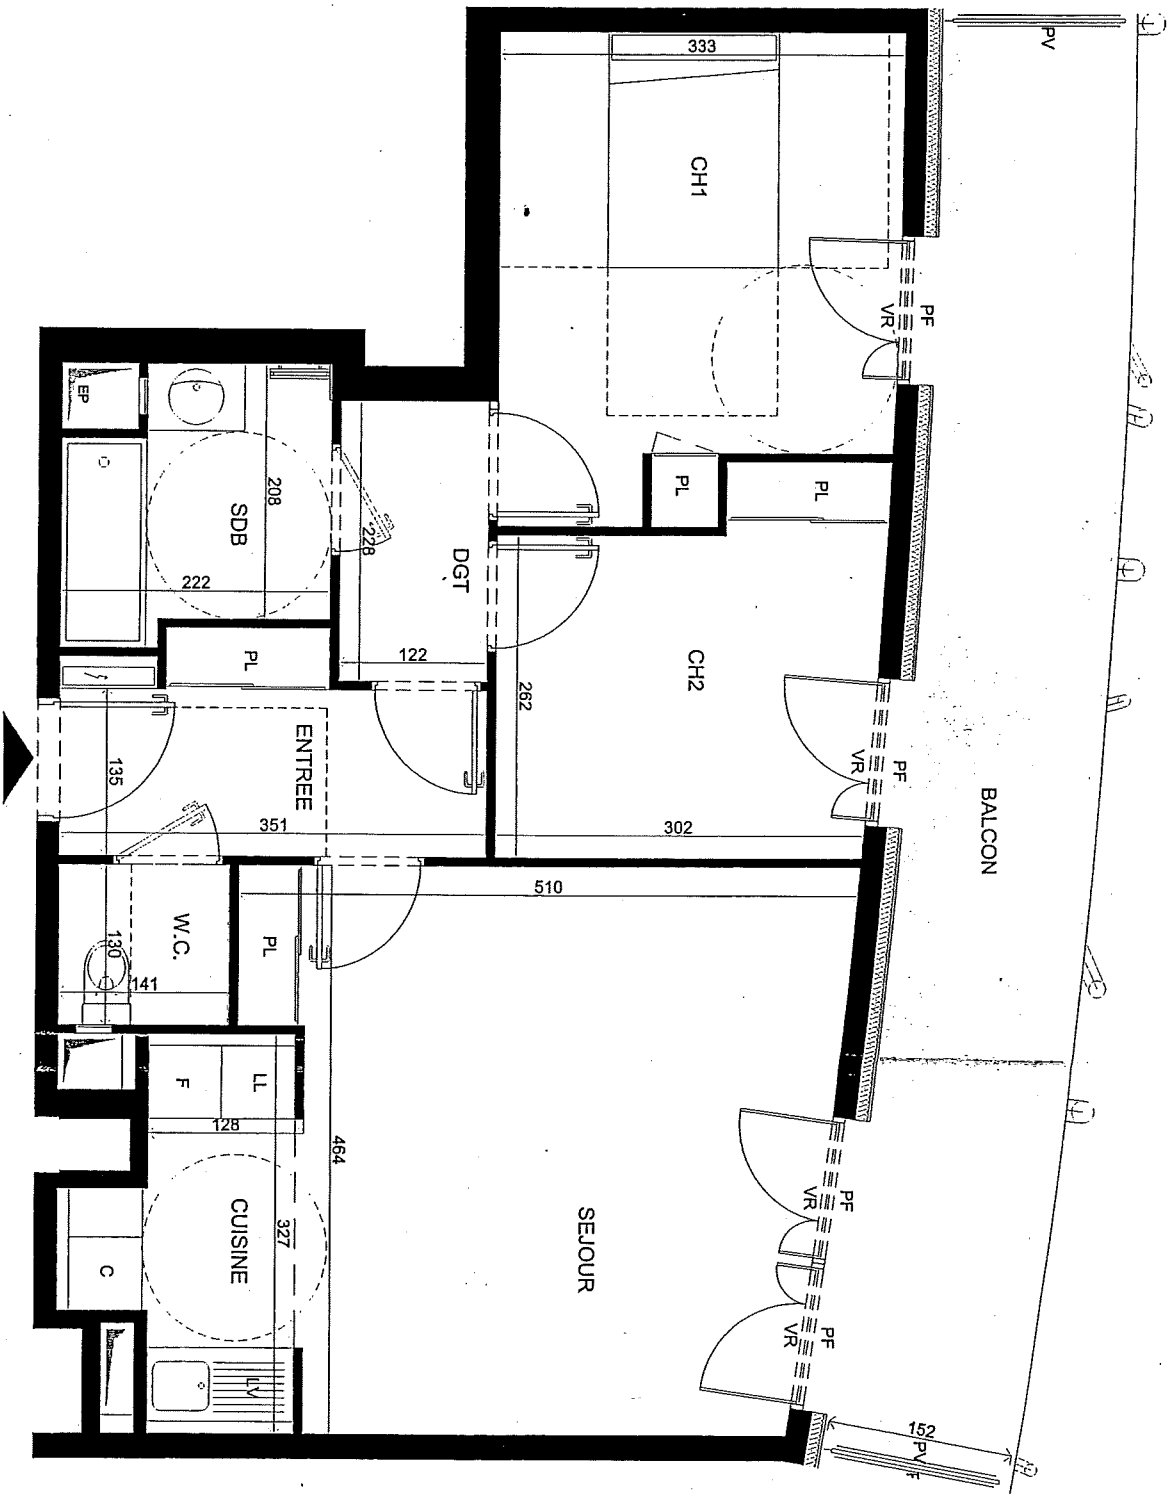 PV
333
CH1
PF
VR
EP
PL
PL
208
SDB
228
DGT
222
122
PL
262
CH2
PF
VR
BALCON
135
ENTREE
351
302
510
W.C.
PL
130
141
LL
F
128
464
PF
VR
CUISINE
327
SEJOUR
C
PF
VR
LV
152
PV